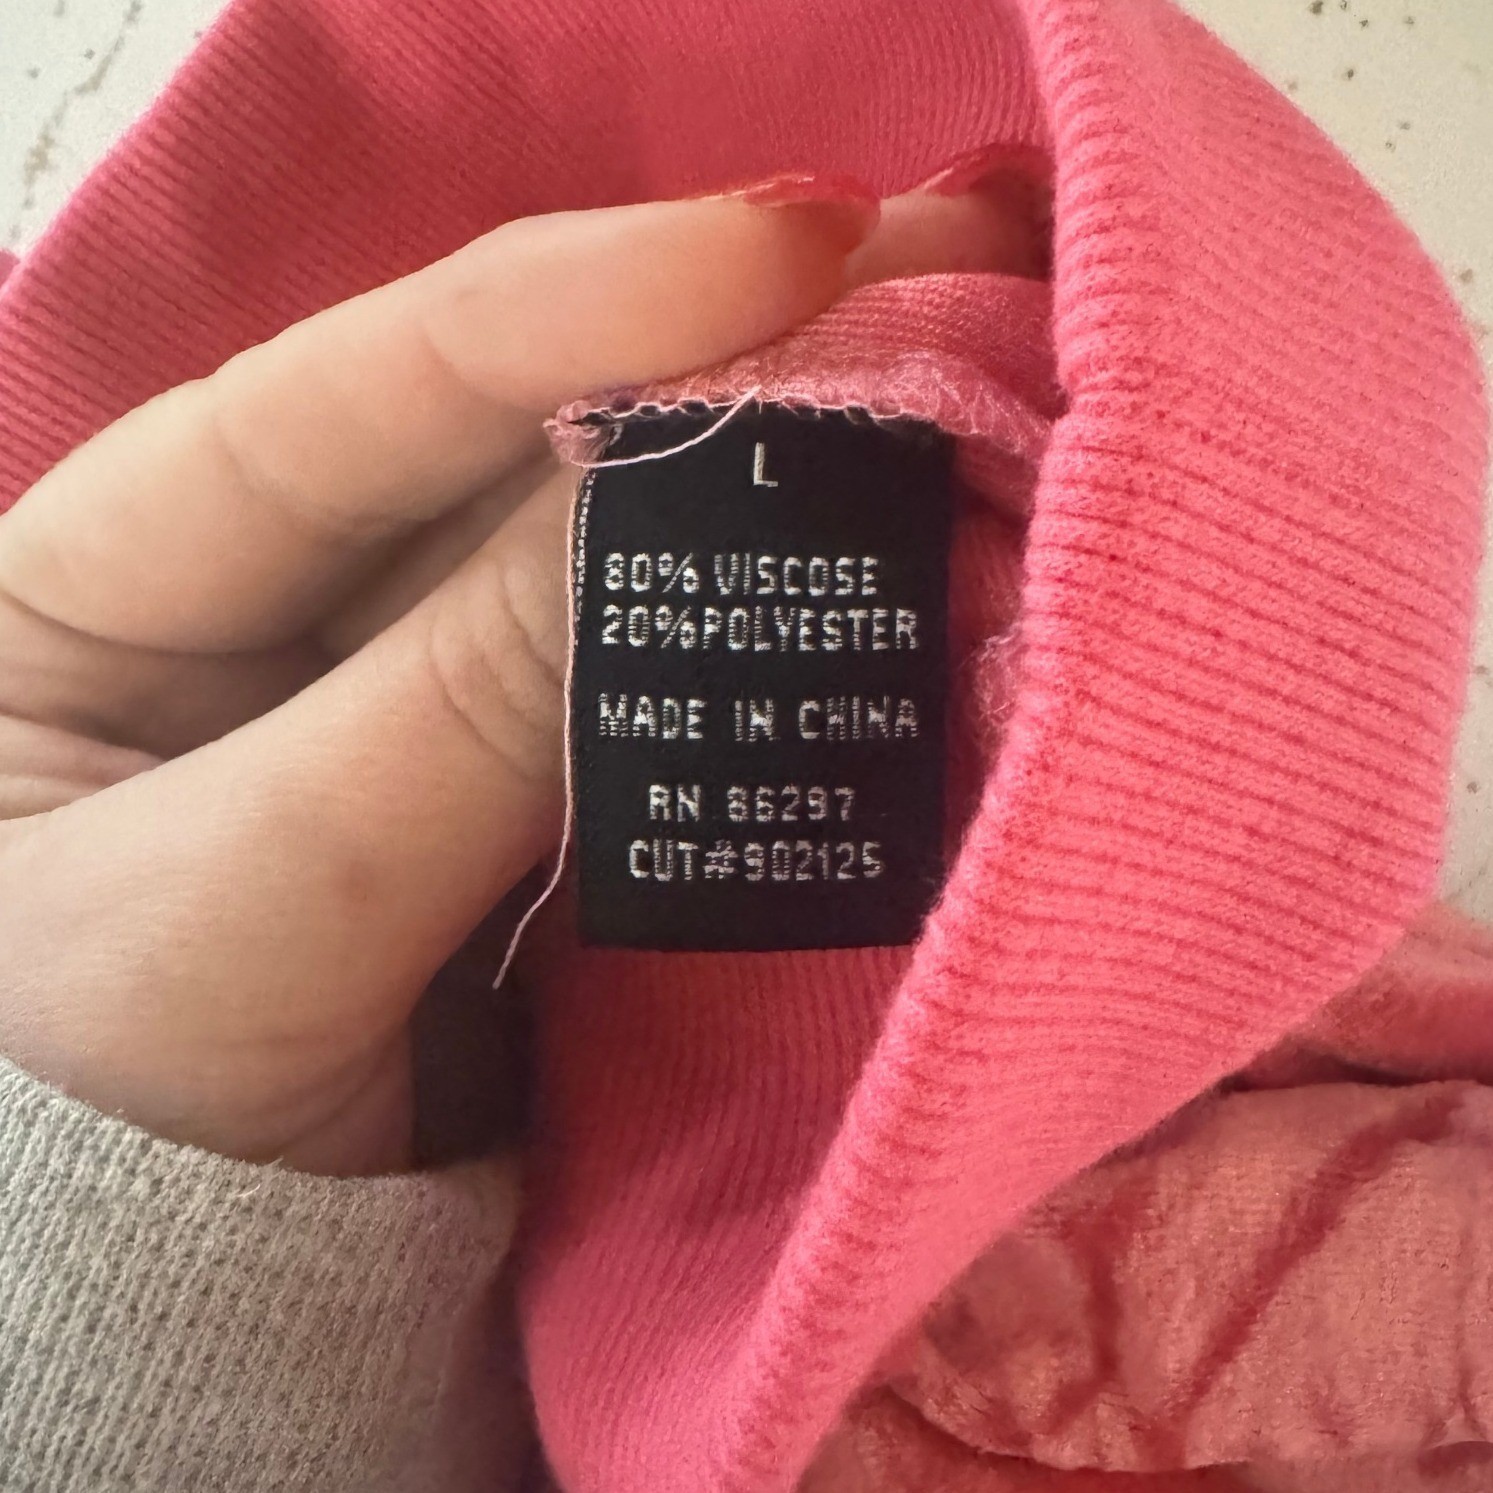 L
80% VISCOSE
20%POLYESTER
MADE IN CHINA
RN 86297
CUT#902125